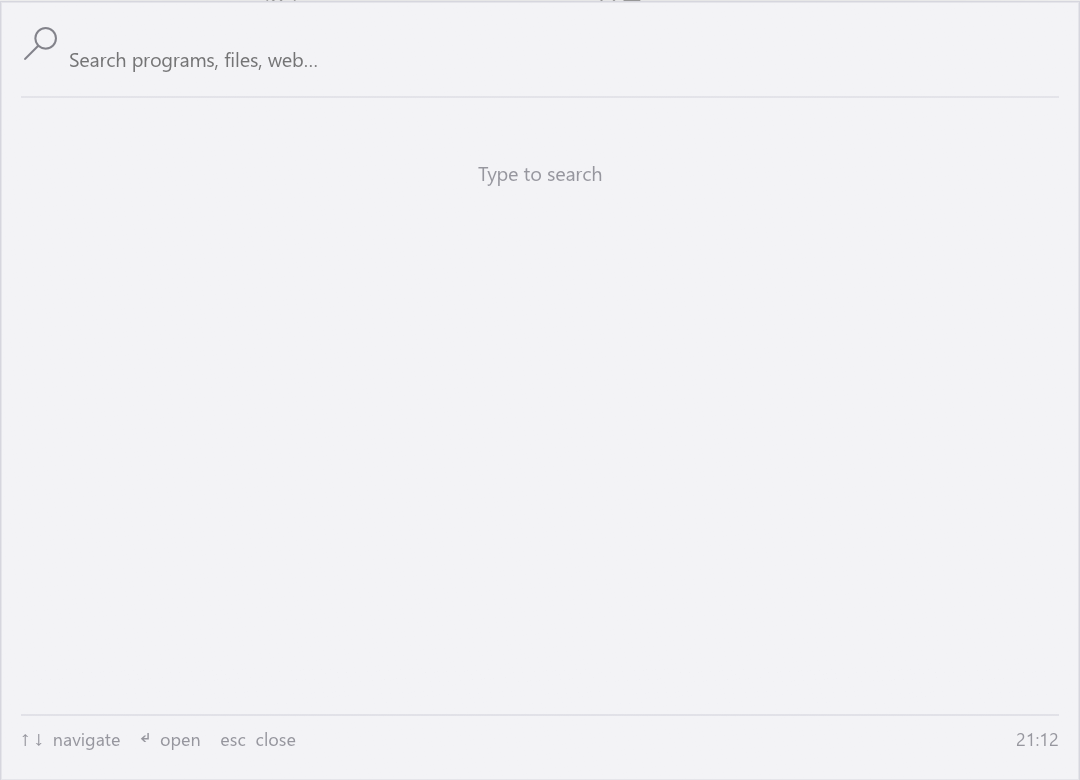 Search programs, files, web...
Type to search
↑ ↓ navigate ↵ open esc close 21:12